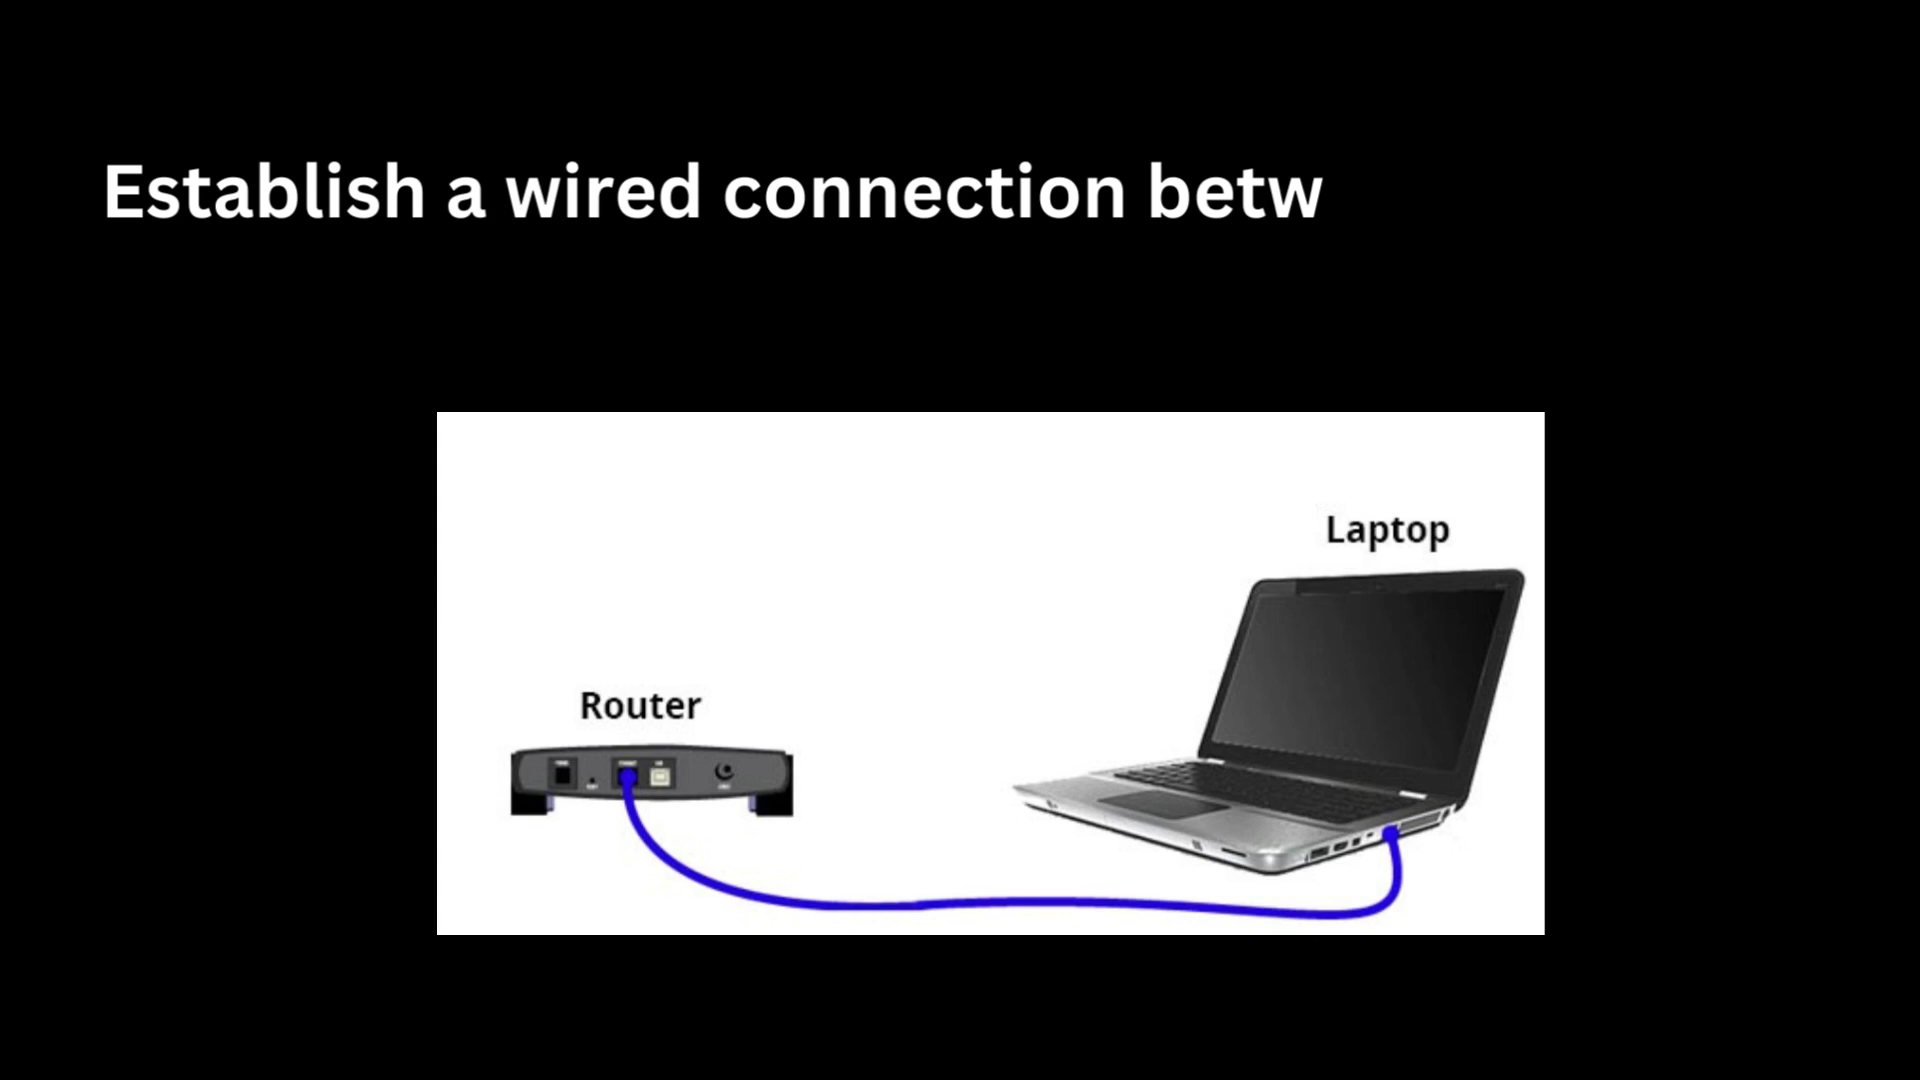 Establish a wired connection betw
Laptop
Router